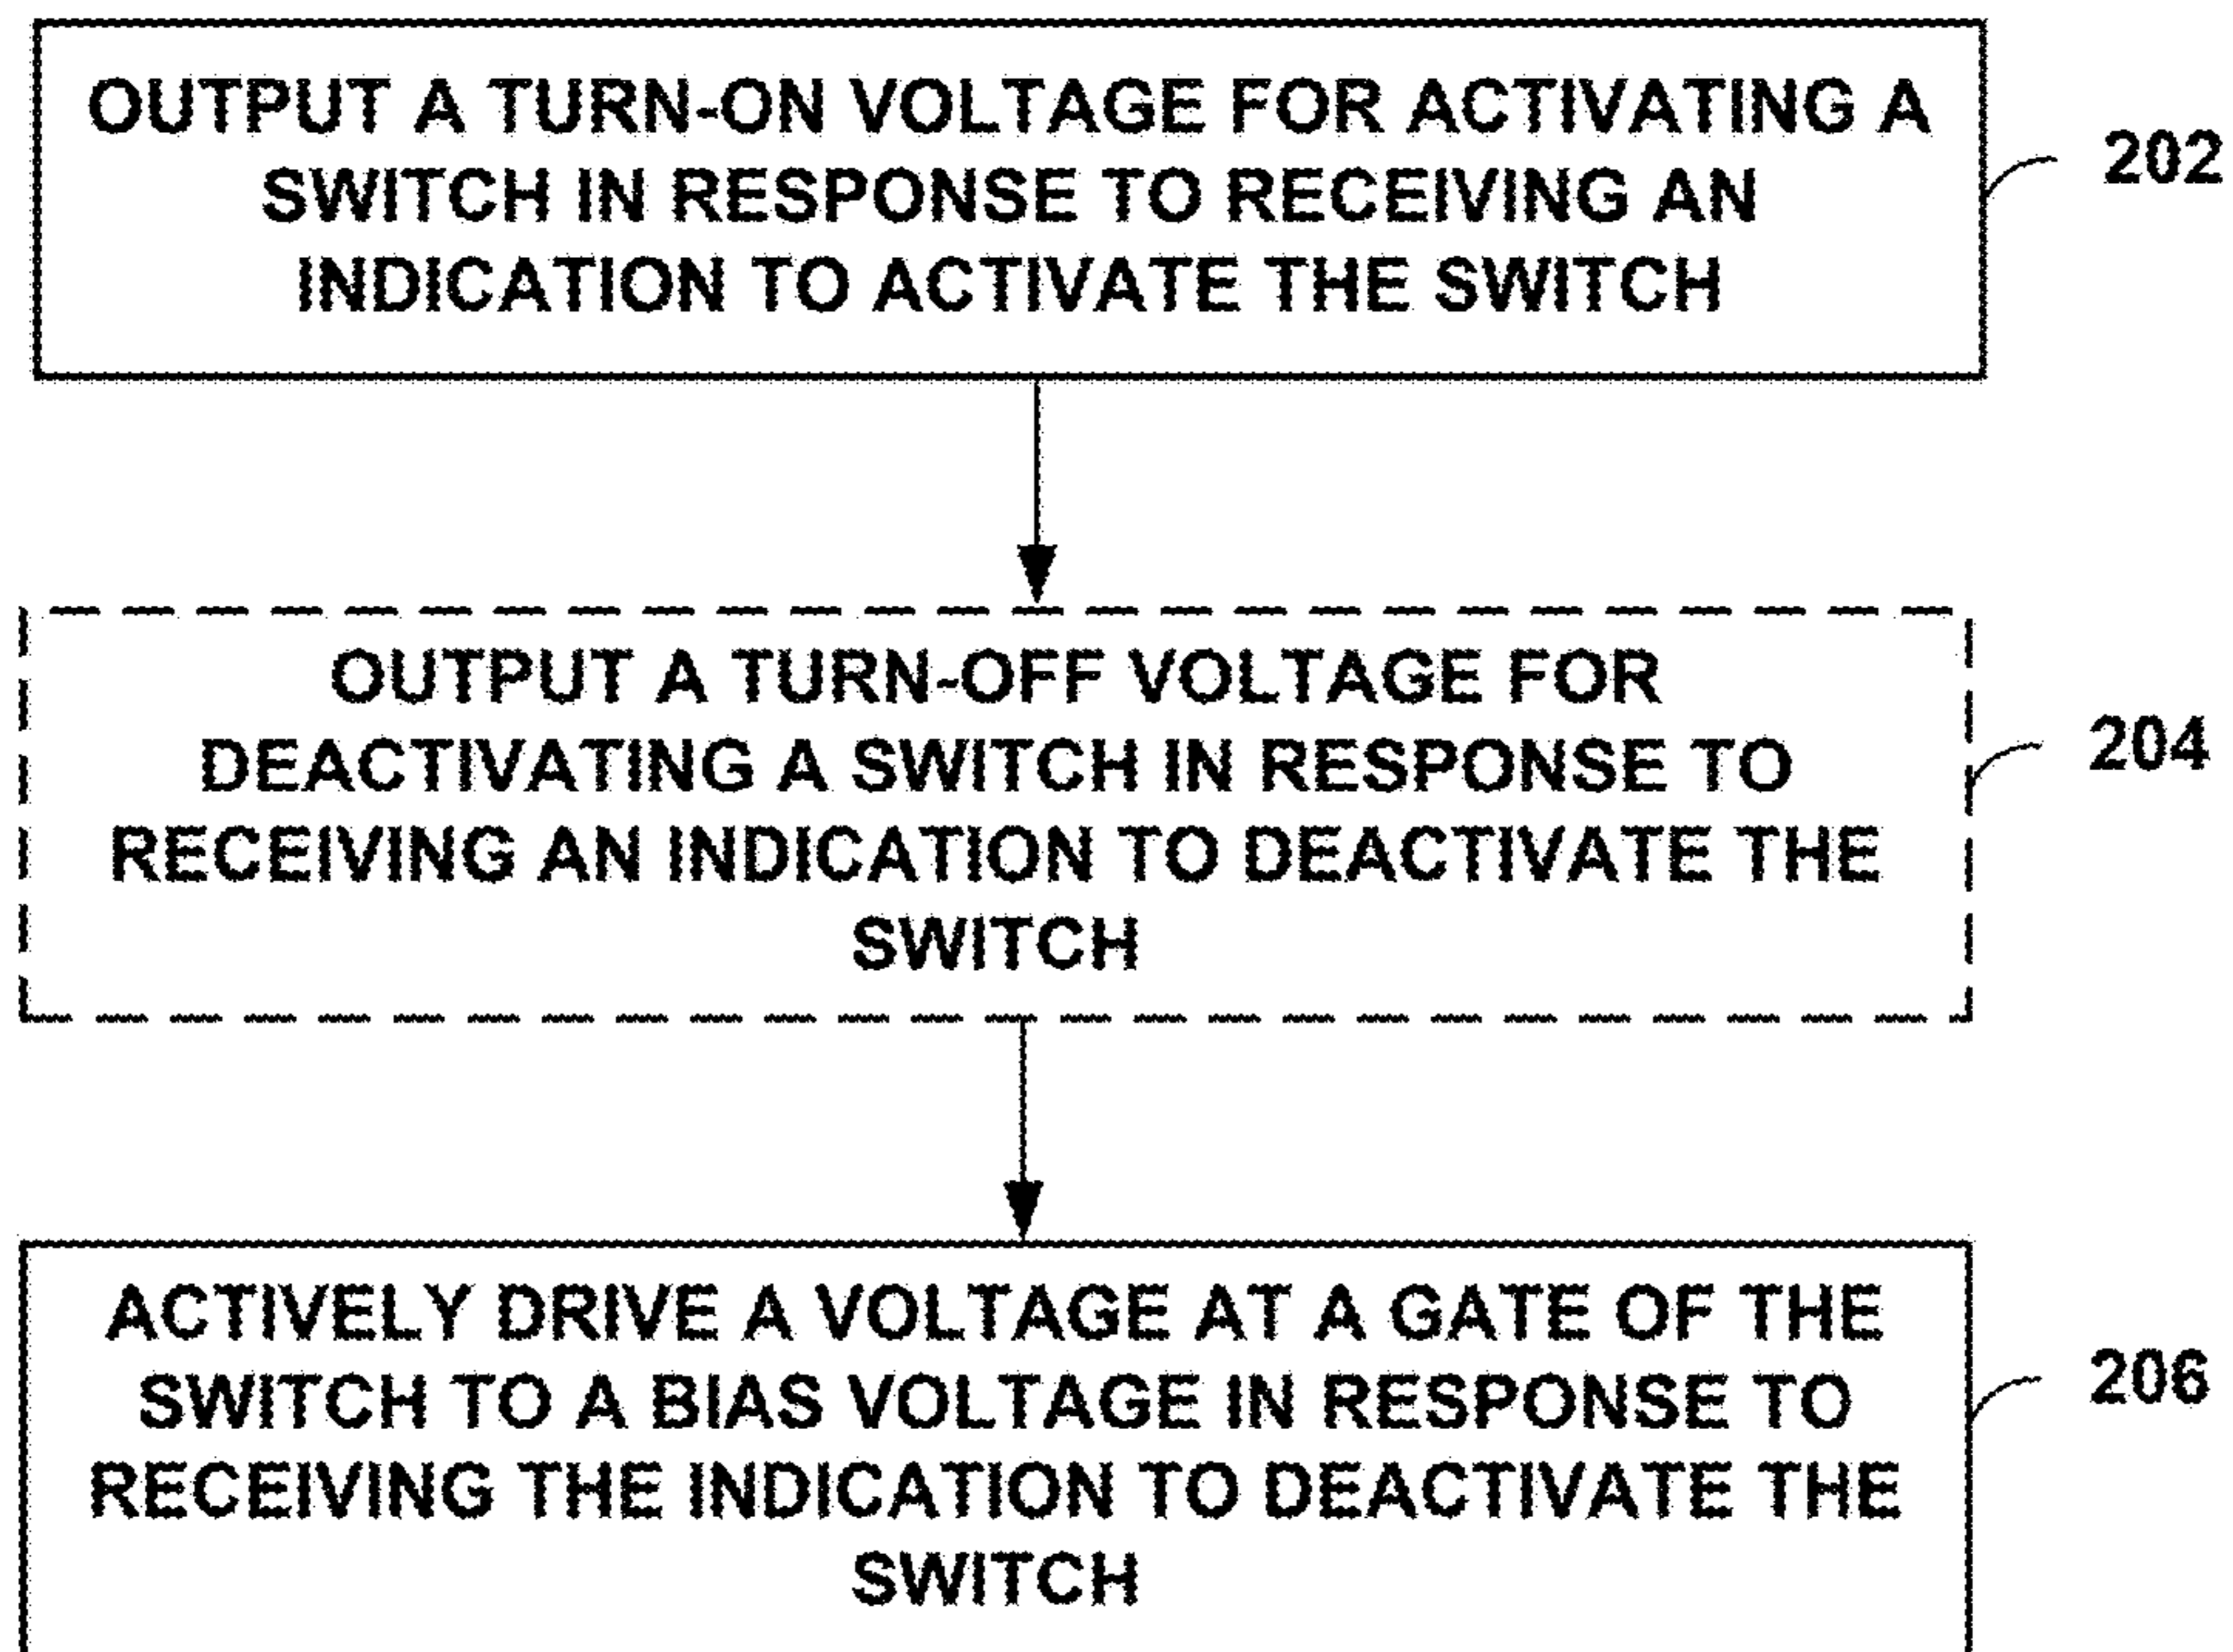 OUTPUT A TURN-ON VOLTAGE FOR ACTIVATING A
SWITCH IN RESPONSE TO RECEIVING AN
INDICATION TO ACTIVATE THE SWITCH
202
OUTPUT A TURN-OFF VOLTAGE FOR
DEACTIVATING A SWITCH IN RESPONSE TO
RECEIVING AN INDICATION TO DEACTIVATE THE
SWITCH
204
ACTIVELY DRIVE A VOLTAGE AT A GATE OF THE
SWITCH TO A BIAS VOLTAGE IN RESPONSE TO
RECEIVING THE INDICATION TO DEACTIVATE THE
SWITCH
206